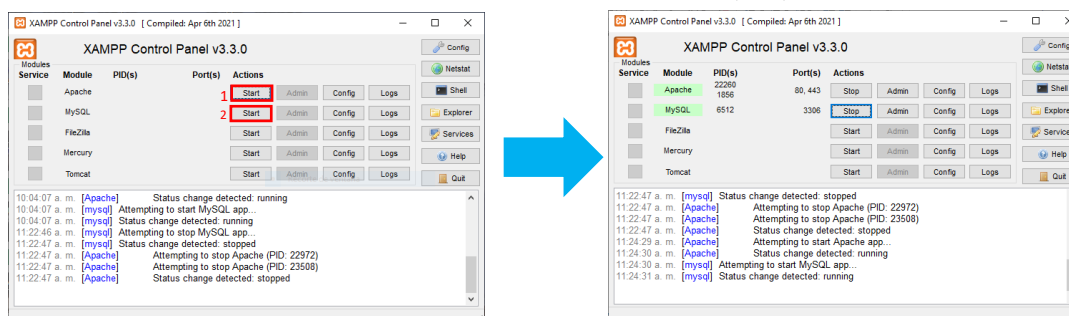 XAMPP Control Panel v3.3.0 [ Compiled: Apr 6th 2021 ]
XAMPP Control Panel v3.3.0
Config
Modules
Service Module PID(s) Port(s) Actions
Netstat
Apache 1 Start Admin Config Logs
Shell
MySQL 2 Start Admin Config Logs
Explorer
FileZilla Start Admin Config Logs
Services
Mercury Start Admin Config Logs
Help
Tomcat Start Admin Config Logs
Quit
10:04:07 a. m. [Apache] Status change detected: running
10:04:07 a. m. [mysql] Attempting to start MySQL app...
10:04:07 a. m. [mysql] Status change detected: running
11:22:46 a. m. [mysql] Attempting to stop MySQL app...
11:22:47 a. m. [mysql] Status change detected: stopped
11:22:47 a. m. [Apache] Attempting to stop Apache (PID: 22972)
11:22:47 a. m. [Apache] Attempting to stop Apache (PID: 23508)
11:22:47 a. m. [Apache] Status change detected: stopped
XAMPP Control Panel v3.3.0 [ Compiled: Apr 6th 2021 ]
XAMPP Control Panel v3.3.0
Config
Modules
Service Module PID(s) Port(s) Actions
Netstat
Apache 22260 1856 80, 443 Stop Admin Config Logs
Shell
MySQL 6512 3306 Stop Admin Config Logs
Explore
FileZilla Start Admin Config Logs
Service
Mercury Start Admin Config Logs
Help
Tomcat Start Admin Config Logs
Quit
11:22:47 a. m. [mysql] Status change detected: stopped
11:22:47 a. m. [Apache] Attempting to stop Apache (PID: 22972)
11:22:47 a. m. [Apache] Attempting to stop Apache (PID: 23508)
11:22:47 a. m. [Apache] Status change detected: stopped
11:24:29 a. m. [Apache] Attempting to start Apache app...
11:24:30 a. m. [Apache] Status change detected: running
11:24:30 a. m. [mysql] Attempting to start MySQL app...
11:24:31 a. m. [mysql] Status change detected: running